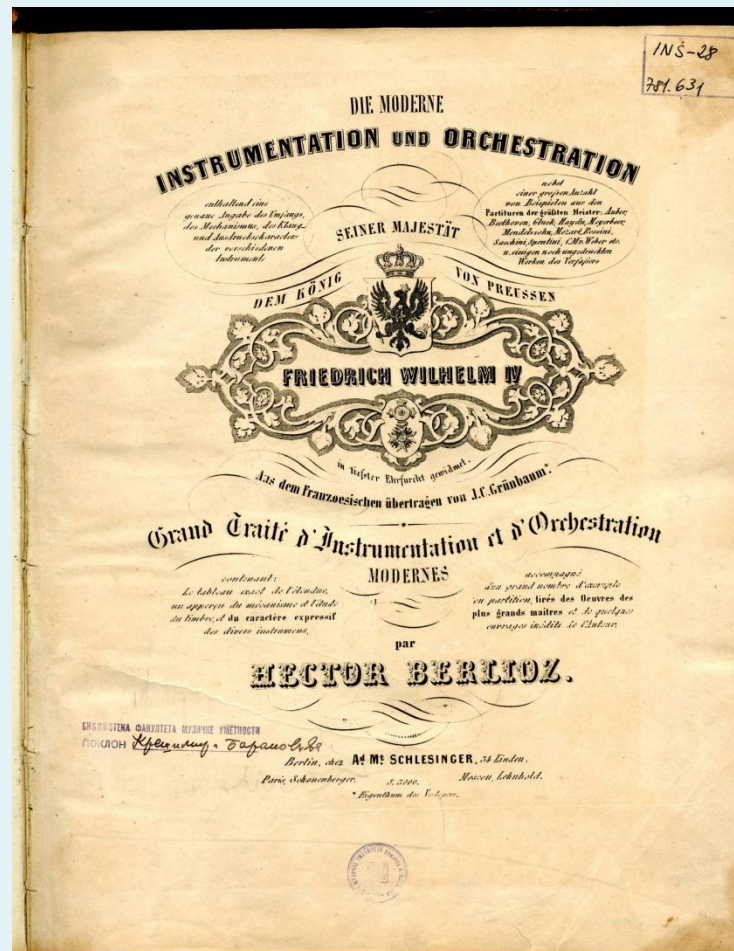 INS-28
781.631
DIE MODERNE
INSTRUMENTATION UND ORCHESTRATION
enthaltend eine
genaue Angabe des Umfangs,
des Mechanismus, des Klang-
und Ausdruckscharacters
der verschiedenen
Instrumente
nebst
einer grossen Anzahl
von Beispielen aus den
Partituren der größten Meister: Auber,
Beethoven, Gluck, Haydn, Meyerbeer,
Mendelssohn, Mozart, Rossini,
Sacchini, Spontini, C.M.v. Weber etc.
u. einigen noch ungedruckten
Werken des Verfassers
SEINER MAJESTÄT
DEM KÖNIG VON PREUSSEN
FRIEDRICH WILHELM IV
in tiefster Ehrfurcht gewidmet.
Aus dem Franzoesischen übertragen von J.C. Grünbaum.
Grand Traité d'Instrumentation et d'Orchestration
MODERNES
contenant:
le tableau exact de l'étendue,
un apperçu du mécanisme et l'étude
du timbre, et du caractère expressif
des divers instrumens,
accompagné
d'un grand nombre d'exemples
en partition, tirés des Oeuvres des
plus grands maitres et de quelques
ouvrages inédits de l'Auteur.
par
HECTOR BERLIOZ.
БИБЛИОТЕКА ФАКУЛТЕТА МУЗИЧКЕ УМЕТНОСТИ
ПОКЛОН
Berlin, chez Ad. Mt. SCHLESINGER, 34 Linden.
Paris, Schonenberger. S. 3000. Moscou, Lehnhold.
* Eigenthum des Verlegers.